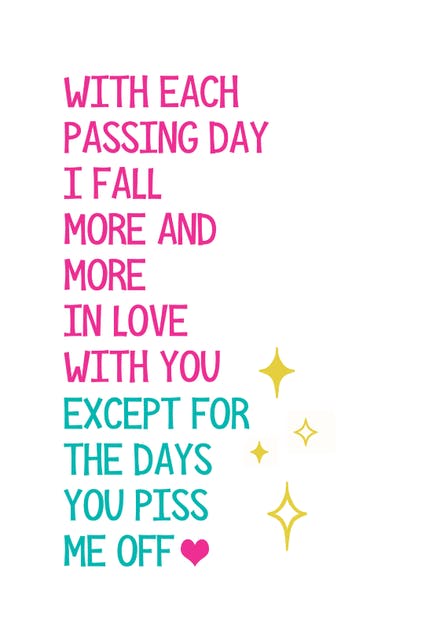 WITH EACH
PASSING DAY
I FALL
MORE AND
MORE
IN LOVE
WITH YOU
EXCEPT FOR
THE DAYS
YOU PISS
ME OFF